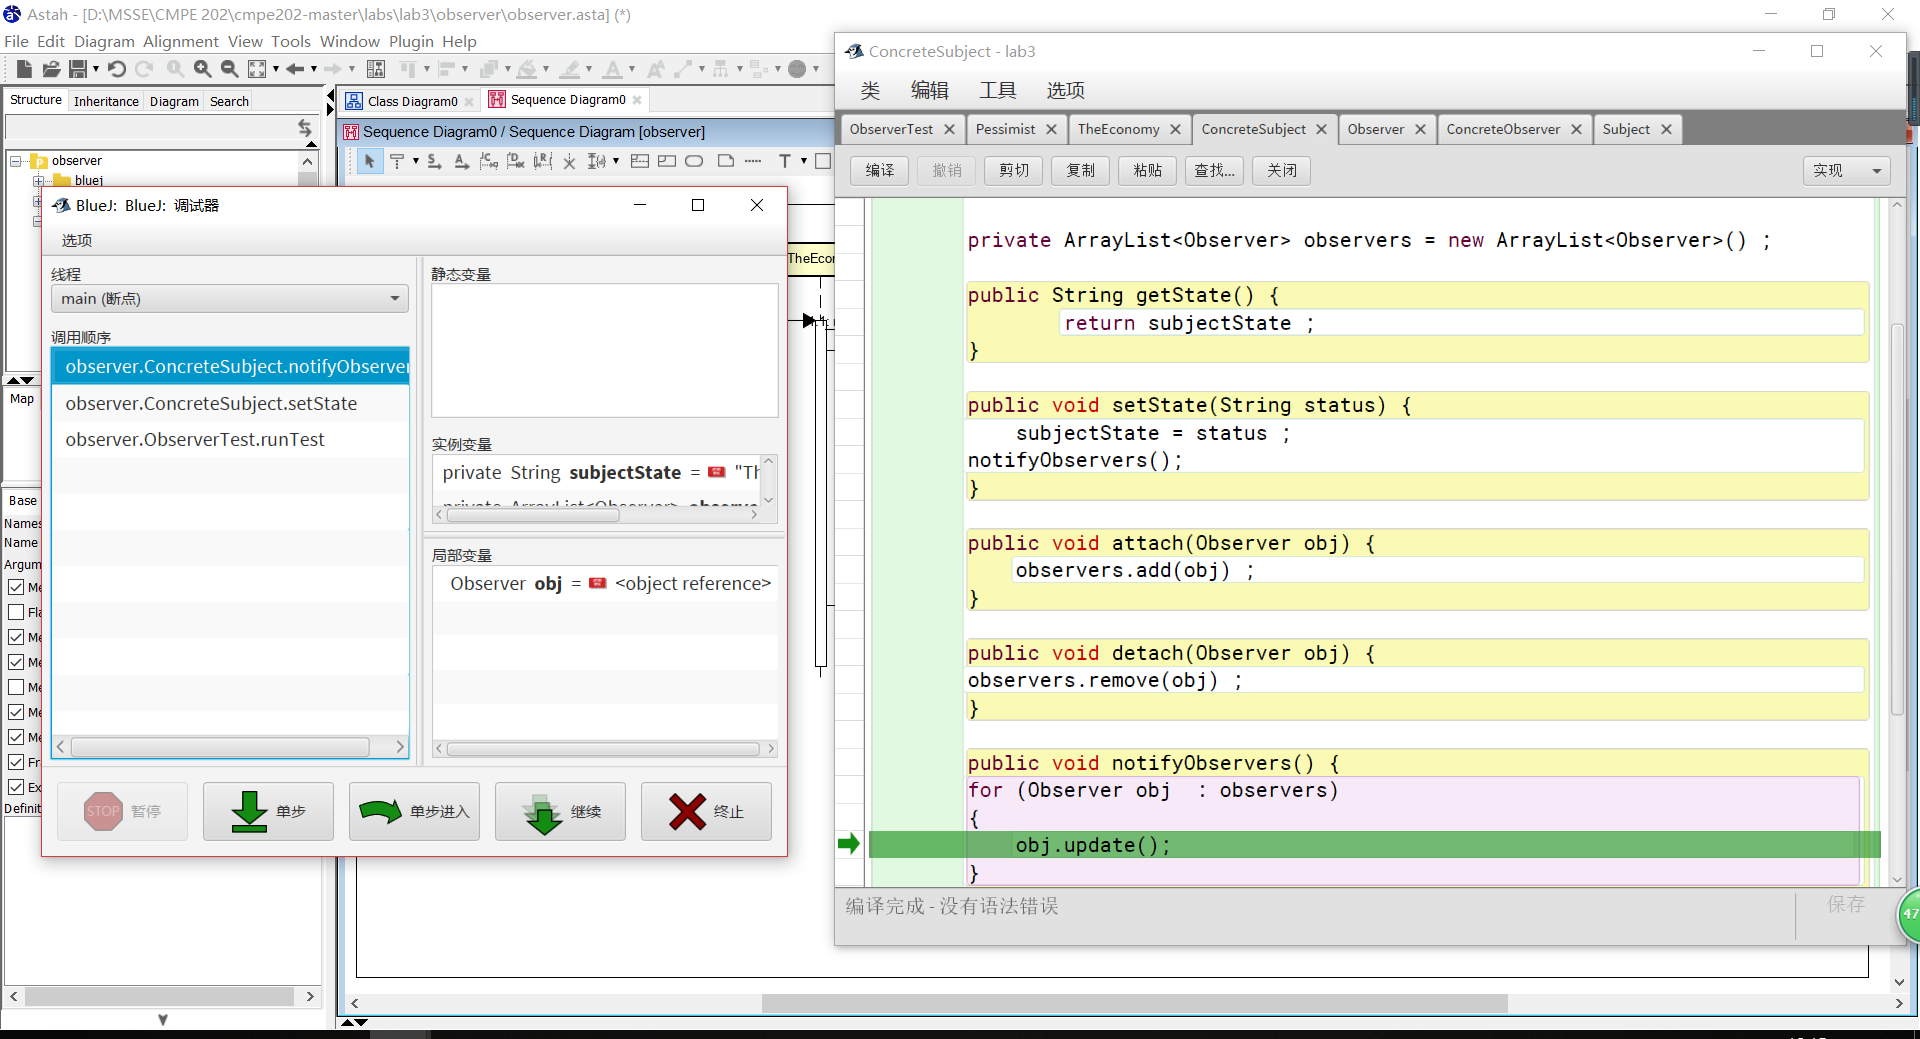 Astah - [D:\MSSE\CMPE 202\cmpe202-master\labs\lab3\observer\observer.asta] (*)
File Edit Diagram Alignment View Tools Window Plugin Help
Structure Inheritance Diagram Search
observer
bluej
Map
Base
Name
Argum
Me
Fla
Me
Me
Me
Me
Me
Fr
Ex
Definit
Class Diagram0 Sequence Diagram0
Sequence Diagram0 / Sequence Diagram [observer]
TheEcon
BlueJ: BlueJ: 调试器
选项
线程
main (断点)
调用顺序
observer.ConcreteSubject.notifyObserver
observer.ConcreteSubject.setState
observer.ObserverTest.runTest
静态变量
实例变量
private String subjectState = "Th
private ArrayList<Observer> observe
局部变量
Observer obj = <object reference>
STOP 暂停 单步 单步进入 继续 终止
ConcreteSubject - lab3
类 编辑 工具 选项
ObserverTest Pessimist TheEconomy ConcreteSubject Observer ConcreteObserver Subject
编译 撤销 剪切 复制 粘贴 查找... 关闭 实现
private ArrayList<Observer> observers = new ArrayList<Observer>() ;
public String getState() {
return subjectState ;
}
public void setState(String status) {
subjectState = status ;
notifyObservers();
}
public void attach(Observer obj) {
observers.add(obj) ;
}
public void detach(Observer obj) {
observers.remove(obj) ;
}
public void notifyObservers() {
for (Observer obj : observers)
{
obj.update();
}
编译完成 - 没有语法错误
保存
47